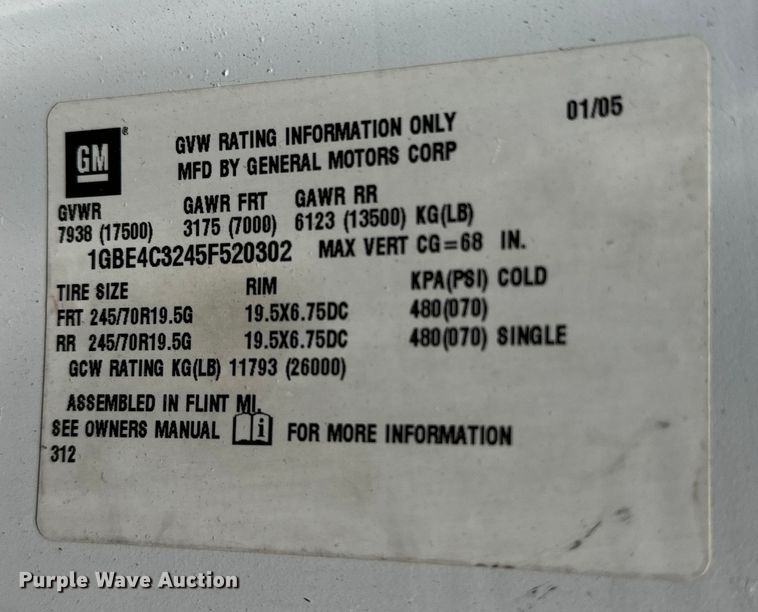 01/05
GM ®
GVW RATING INFORMATION ONLY
MFD BY GENERAL MOTORS CORP
GVWR GAWR FRT GAWR RR
7938 (17500) 3175 (7000) 6123 (13500) KG(LB)
1GBE4C3245F520302 MAX VERT CG=68 IN.
TIRE SIZE RIM KPA(PSI) COLD
FRT 245/70R19.5G 19.5X6.75DC 480(070)
RR 245/70R19.5G 19.5X6.75DC 480(070) SINGLE
GCW RATING KG(LB) 11793 (26000)
ASSEMBLED IN FLINT MI.
SEE OWNERS MANUAL i FOR MORE INFORMATION
312
Purple Wave Auction